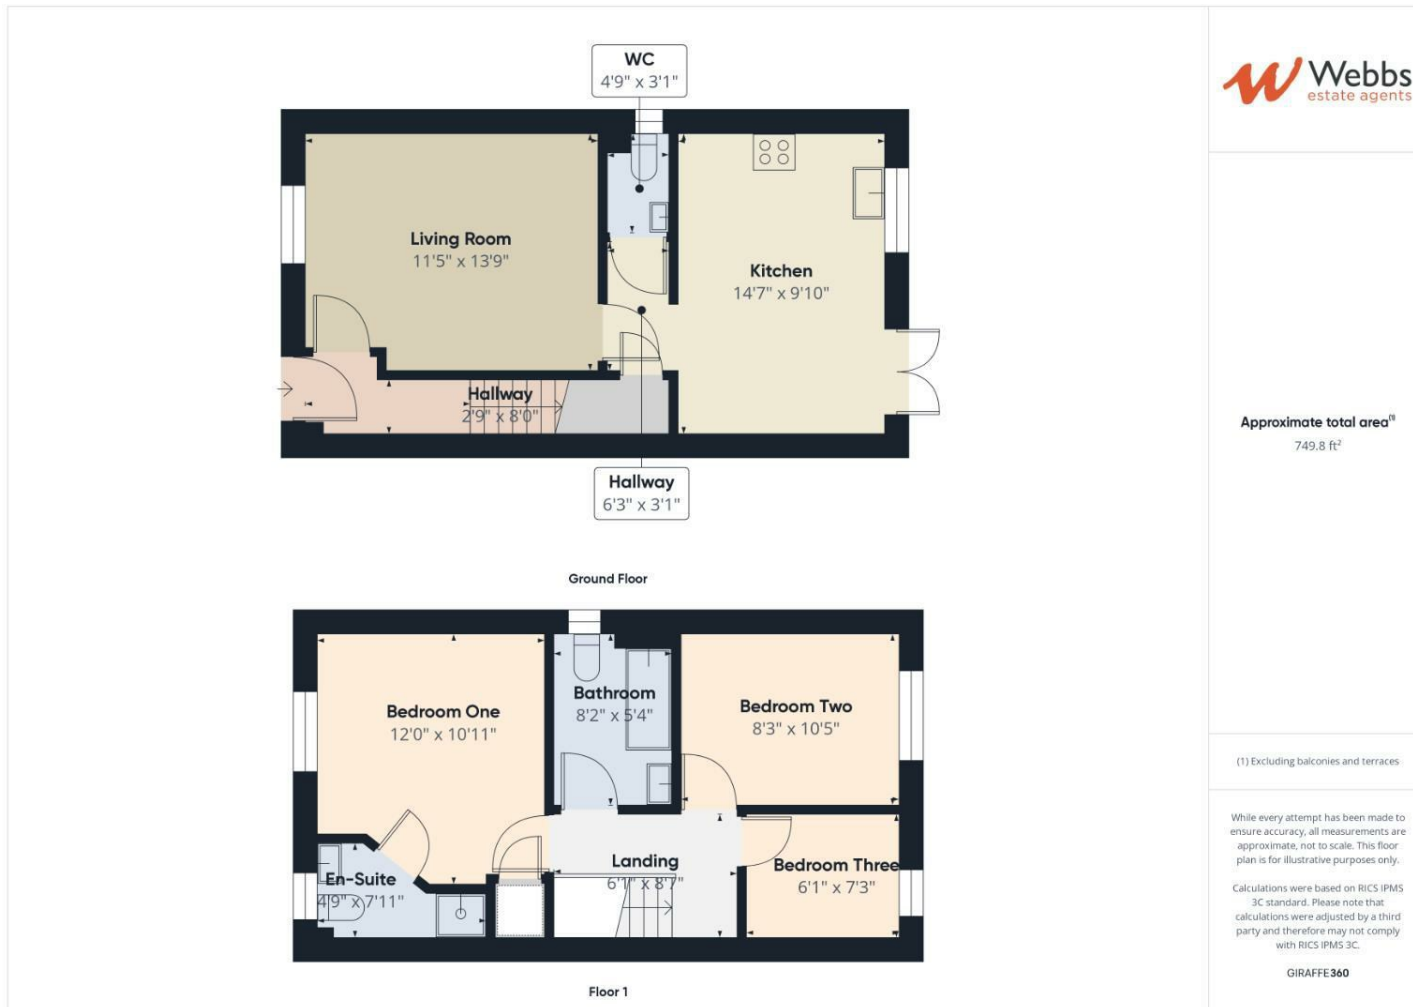 WC
4'9" x 3'1"
Living Room
11'5" x 13'9"
Kitchen
14'7" x 9'10"
Hallway
2'9" x 8'0"
Hallway
6'3" x 3'1"
Ground Floor
Bedroom One
12'0" x 10'11"
Bathroom
8'2" x 5'4"
Bedroom Two
8'3" x 10'5"
Landing
6'1" x 8'7"
Bedroom Three
6'1" x 7'3"
En-Suite
4'9" x 7'11"
Floor 1
Webbs
estate agents
Approximate total area(1)
749.8 ft²
(1) Excluding balconies and terraces
While every attempt has been made to
ensure accuracy, all measurements are
approximate, not to scale. This floor
plan is for illustrative purposes only.
Calculations were based on RICS IPMS
3C standard. Please note that
calculations were adjusted by a third
party and therefore may not comply
with RICS IPMS 3C.
GIRAFFE360